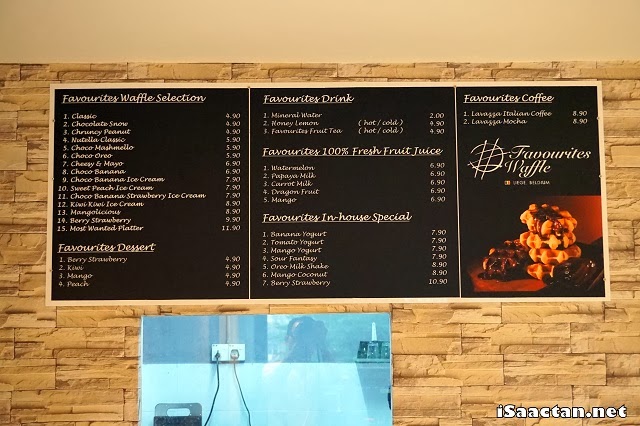 Favourites Waffle Selection
1. Classic 4.90
2. Chocolate Snow 4.90
3. Chruncy Peanut 4.90
4. Nutella Classic 5.90
5. Choco Mashmello 5.90
6. Choco Oreo 5.90
7. Cheesy & Mayo 6.90
8. Choco Banana 6.90
9. Choco Banana Ice Cream 7.90
10. Sweet Peach Ice Cream 7.90
11. Choco Banana Strawberry Ice Cream 7.90
12. Kiwi Kiwi Ice Cream 8.90
13. Mangolicious 8.90
14. Berry Strawberry 9.90
15. Most Wanted Platter 11.90
Favourites Dessert
1. Berry Strawberry 4.90
2. Kiwi 4.90
3. Mango 4.90
4. Peach 4.90
Favourites Drink
1. Mineral Water 2.00
2. Honey Lemon ( hot / cold ) 4.90
3. Favourites Fruit Tea ( hot / cold ) 4.90
Favourites 100% Fresh Fruit Juice
1. Watermelon 6.90
2. Papaya Milk 6.90
3. Carrot Milk 6.90
4. Dragon Fruit 6.90
5. Mango 6.90
Favourites In-house Special
1. Banana Yogurt 7.90
2. Tomato Yogurt 7.90
3. Mango Yogurt 7.90
4. Sour Fantasy 7.90
5. Oreo Milk Shake 8.90
6. Mango Coconut 8.90
7. Berry Strawberry 10.90
Favourites Coffee
1. Lavazza Italian Coffee 8.90
2. Lavazza Mocha 8.90
Favourites
Waffle
LIEGE, BELGIUM
iSaactan.net